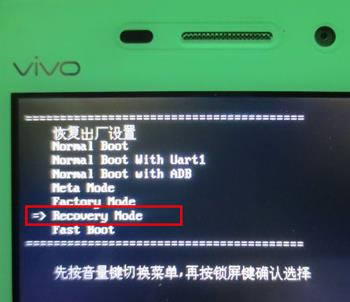 vivo
==========================================
恢复出厂设置
Normal Boot
Normal Boot With Uart1
Normal Boot with ADB
Meta Mode
Factory Mode
=> Recovery Mode
Fast Boot
==========================================
先按音量键切换菜单,再按锁屏键确认选择